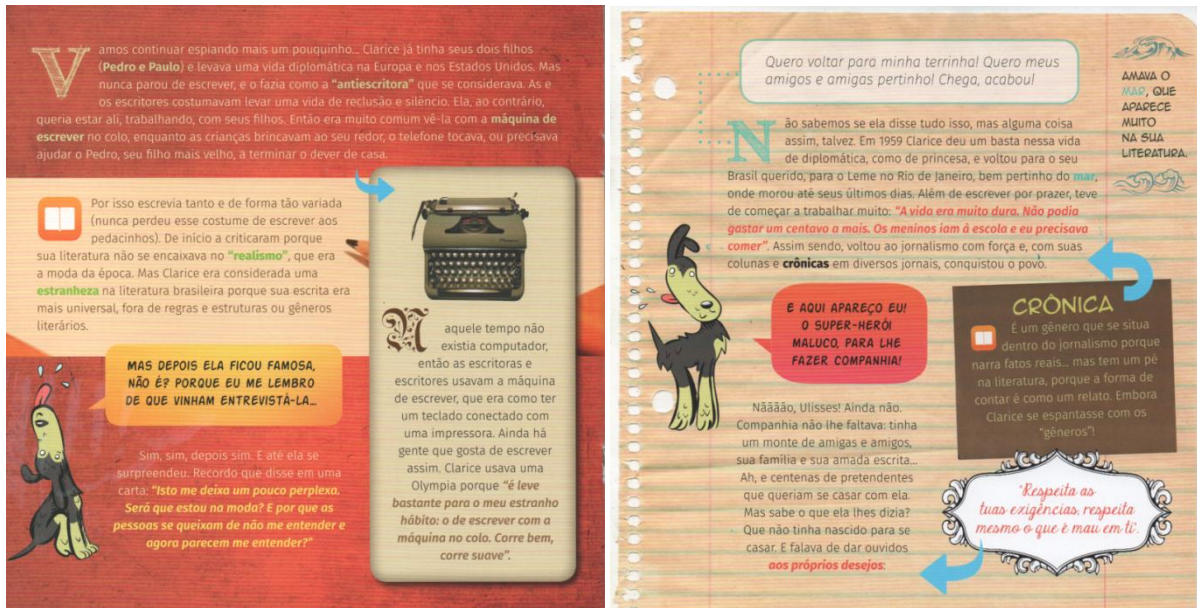 Vamos continuar espiando mais um pouquinho... Clarice já tinha seus dois filhos
(Pedro e Paulo) e levava uma vida diplomática na Europa e nos Estados Unidos. Mas
nunca parou de escrever, e o fazia como a "antiescritora" que se considerava. As e
os escritores costumavam levar uma vida de reclusão e silêncio. Ela, ao contrário,
queria estar ali, trabalhando, com seus filhos. Então era muito comum vê-la com a máquina de
escrever no colo, enquanto as crianças brincavam ao seu redor, o telefone tocava, ou precisava
ajudar o Pedro, seu filho mais velho, a terminar o dever de casa.
Por isso escrevia tanto e de forma tão variada
(nunca perdeu esse costume de escrever aos
pedacinhos). De início a criticaram porque
sua literatura não se encaixava no "realismo", que era
a moda da época. Mas Clarice era considerada uma
estranheza na literatura brasileira porque sua escrita era
mais universal, fora de regras e estruturas ou gêneros
literários.
MAS DEPOIS ELA FICOU FAMOSA,
NÃO É? PORQUE EU ME LEMBRO
DE QUE VINHAM ENTREVISTÁ-LA...
Sim, sim, depois sim. E até ela se
surpreendeu. Recordo que disse em uma
carta: "Isto me deixa um pouco perplexa.
Será que estou na moda? E por que as
pessoas se queixam de não me entender e
agora parecem me entender?"
Naquele tempo não
existia computador,
então as escritoras e
escritores usavam a máquina
de escrever, que era como ter
um teclado conectado com
uma impressora. Ainda há
gente que gosta de escrever
assim. Clarice usava uma
Olympia porque "é leve
bastante para o meu estranho
hábito: o de escrever com a
máquina no colo. Corre bem,
corre suave".
Quero voltar para minha terrinha! Quero meus
amigos e amigas pertinho! Chega, acabou!
AMAVA O
MAR, QUE
APARECE
MUITO
NA SUA
LITERATURA.
Não sabemos se ela disse tudo isso, mas alguma coisa
assim, talvez. Em 1959 Clarice deu um basta nessa vida
de diplomática, como de princesa, e voltou para o seu
Brasil querido, para o Leme no Rio de Janeiro, bem pertinho do mar,
onde morou até seus últimos dias. Além de escrever por prazer, teve
de começar a trabalhar muito: "A vida era muito dura. Não podia
gastar um centavo a mais. Os meninos iam à escola e eu precisava
comer". Assim sendo, voltou ao jornalismo com força e, com suas
colunas e crônicas em diversos jornais, conquistou o povo.
E AQUI APAREÇO EU!
O SUPER-HERÓI
MALUCO, PARA LHE
FAZER COMPANHIA!
CRÔNICA
É um gênero que se situa
dentro do jornalismo porque
narra fatos reais... mas tem um pé
na literatura, porque a forma de
contar é como um relato. Embora
Clarice se espantasse com os
"gêneros"!
Nããããão, Ulisses! Ainda não.
Companhia não lhe faltava: tinha
um monte de amigas e amigos,
sua família e sua amada escrita...
Ah, e centenas de pretendentes
que queriam se casar com ela.
Mas sabe o que ela lhes dizia?
Que não tinha nascido para se
casar. E falava de dar ouvidos
aos próprios desejos:
"Respeita as
tuas exigências, respeita
mesmo o que é mau em ti".